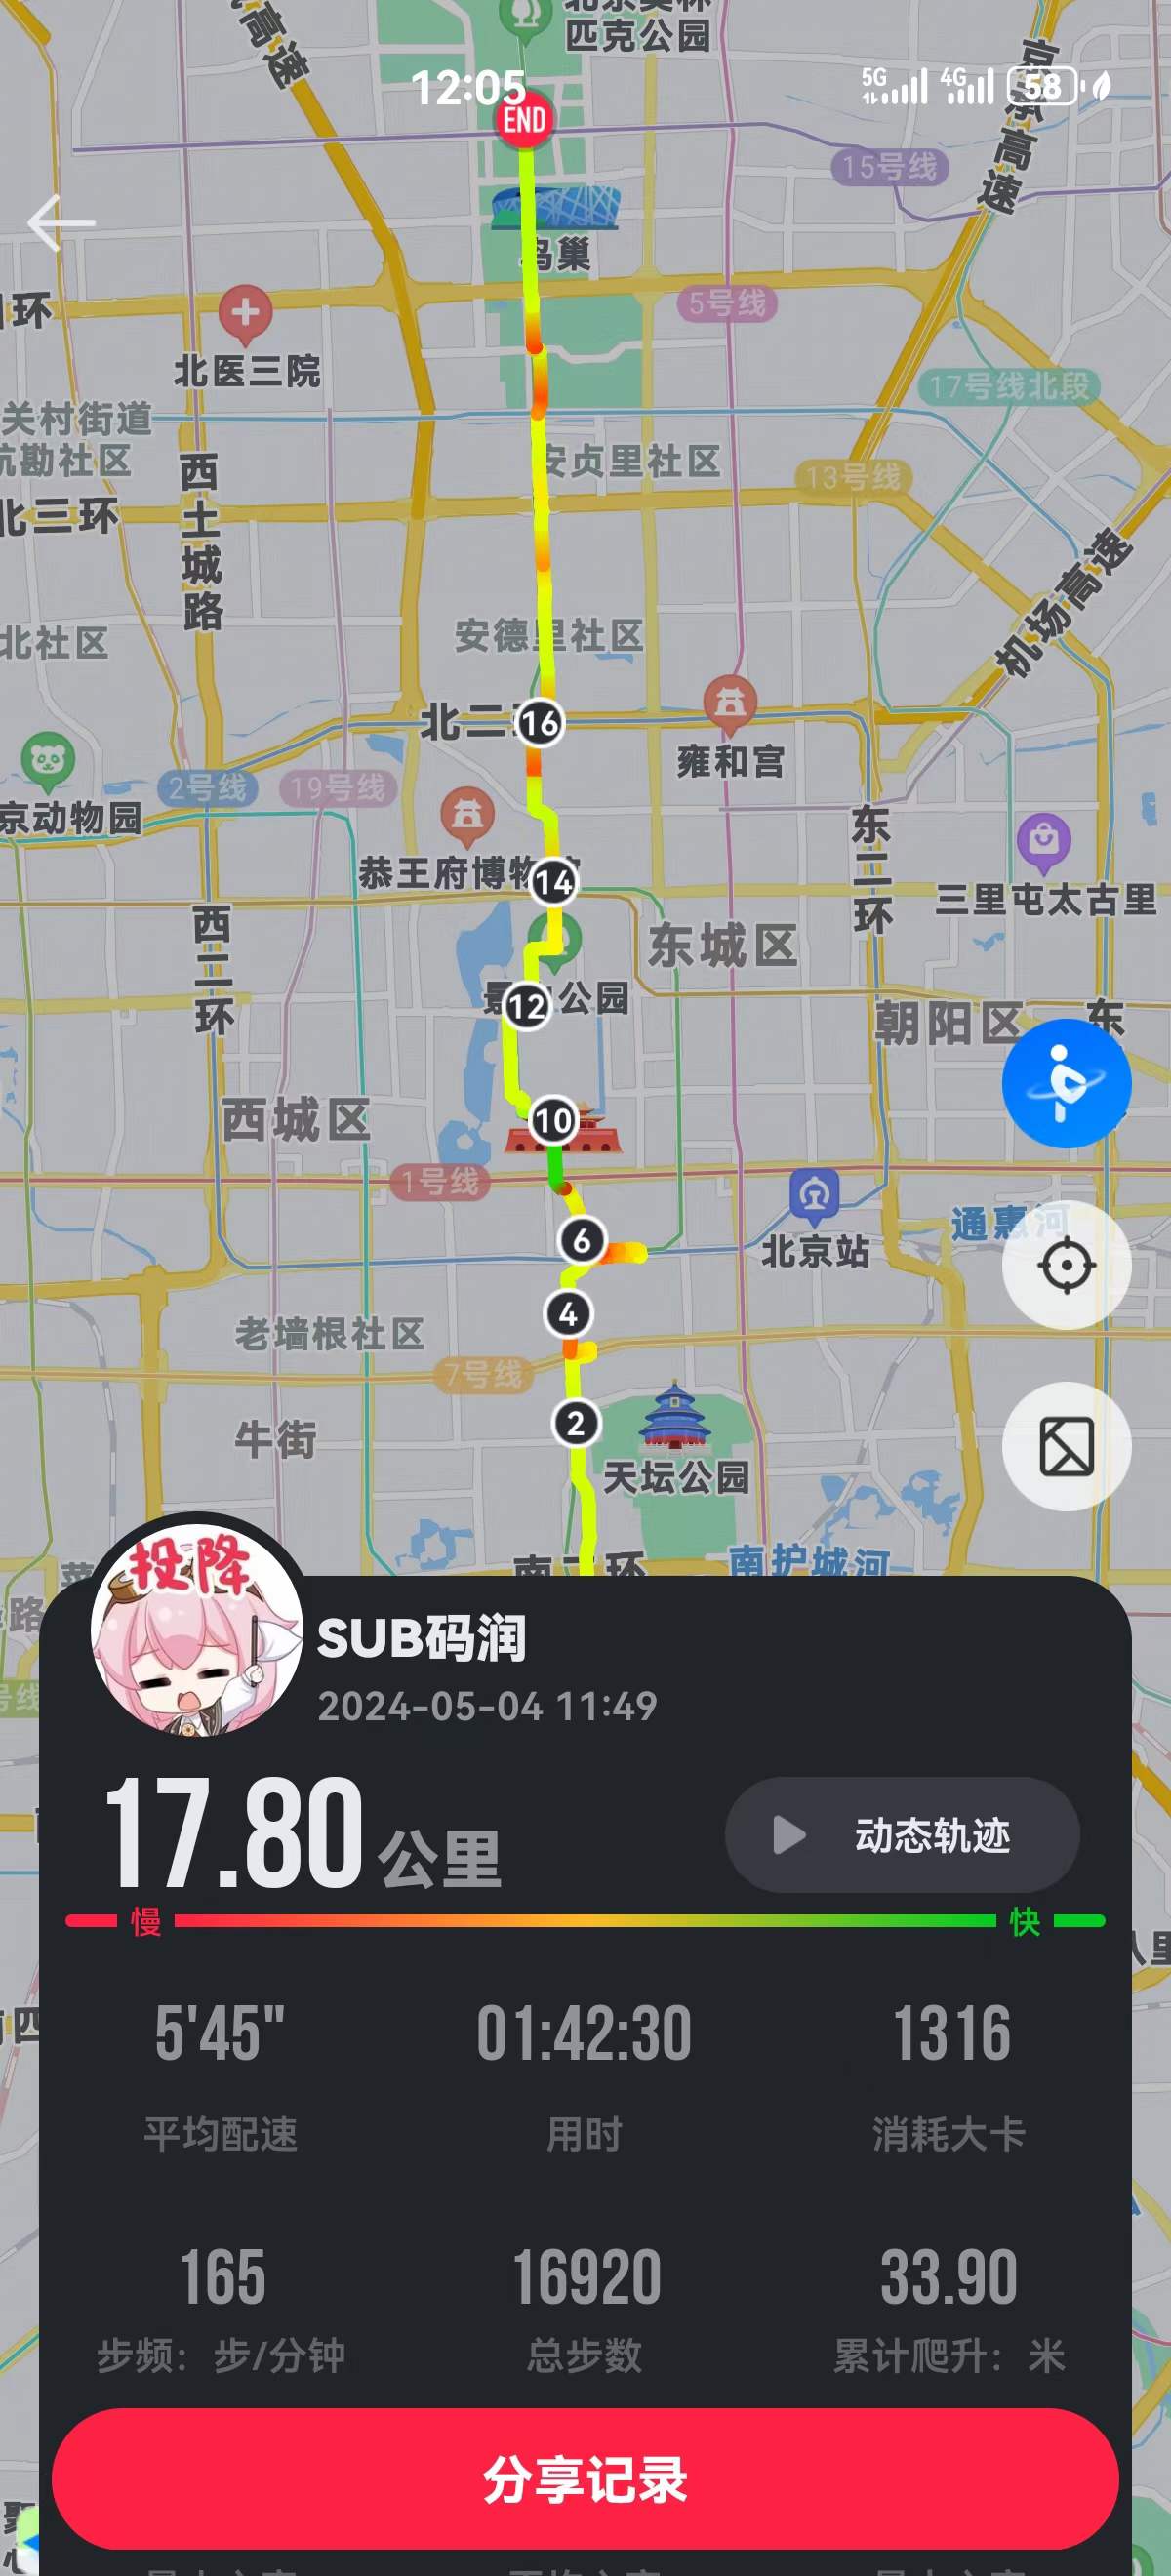 匹克公园
12:05
5G
4G
58
END
京承高速
高速
15号线
鸟巢
5号线
北医三院
17号线北段
关村街道
勘社区
安贞里社区
13号线
北三环
西土城路
机场高速
北社区
安德里社区
北二
16
雍和宫
2号线
19号线
京动物园
东二环
恭王府博物
14
三里屯太古里
西二环
东城区
12
公园
朝阳区
东
西城区
10
1号线
6
北京站
通惠河
4
老墙根社区
7号线
2
牛街
天坛公园
南二环
南护城河
投降
SUB码润
2024-05-04 11:49
17.80公里
动态轨迹
慢
快
5'45"
01:42:30
1316
平均配速
用时
消耗大卡
165
16920
33.90
步频：步/分钟
总步数
累计爬升：米
分享记录